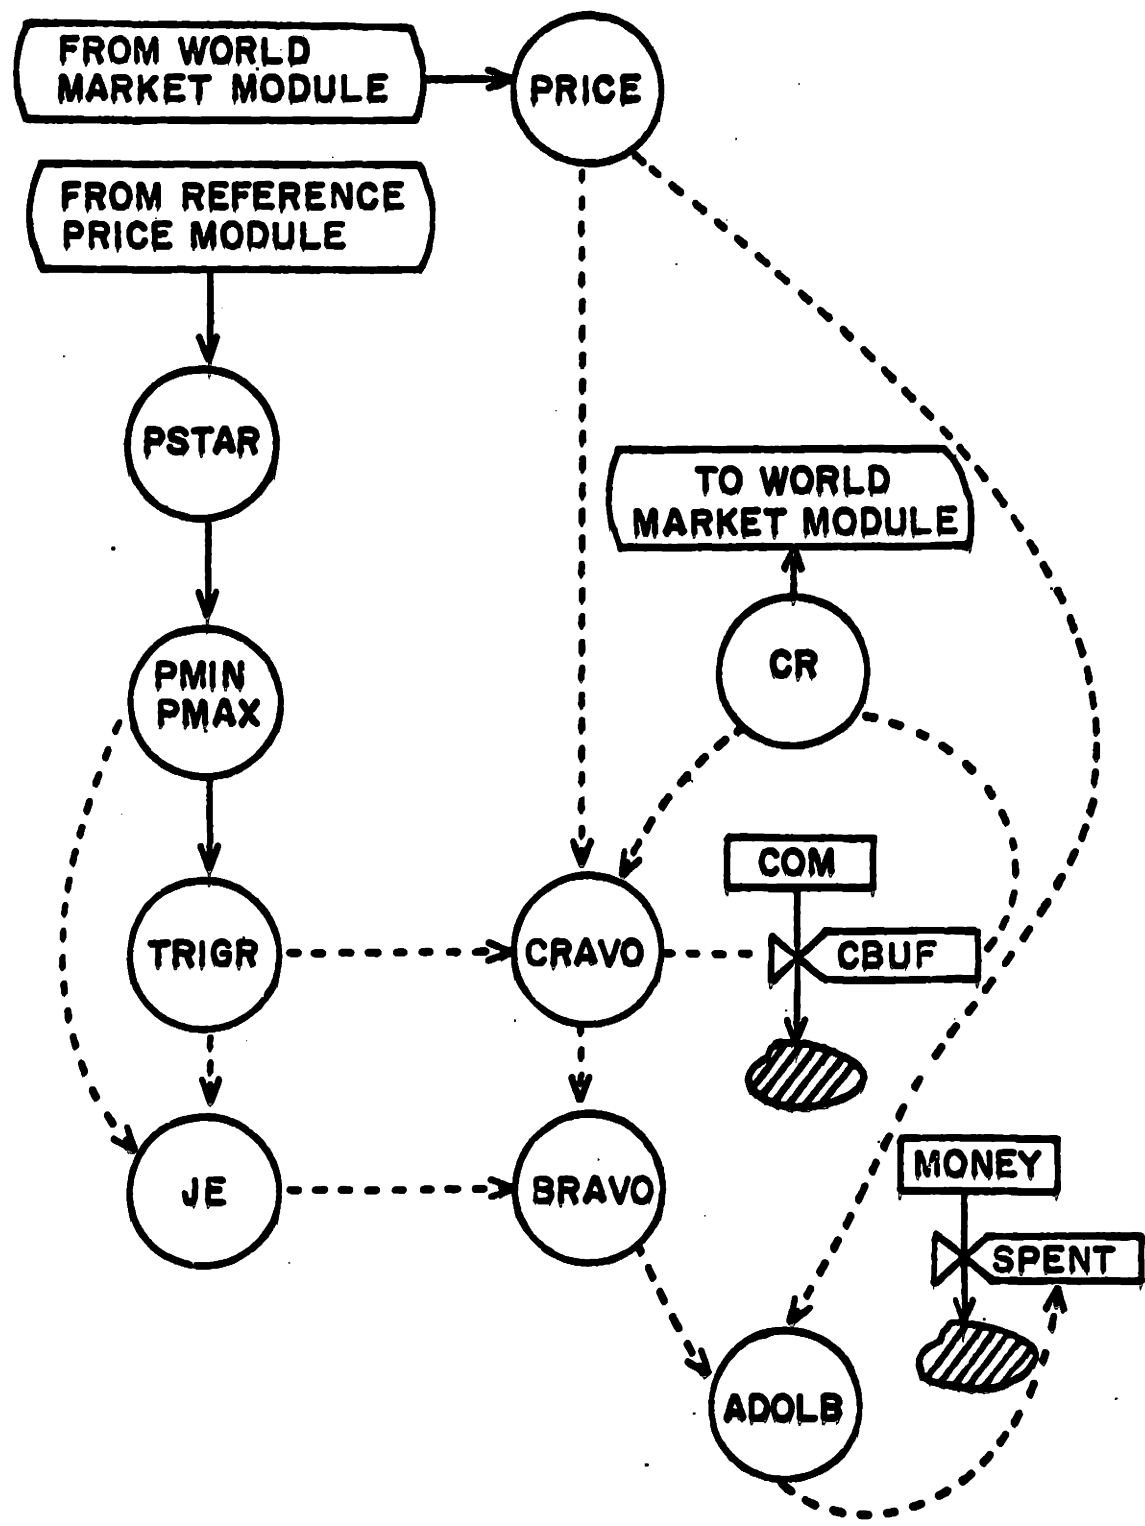 FROM WORLD
MARKET MODULE
PRICE
FROM REFERENCE
PRICE MODULE
PSTAR
TO WORLD
MARKET MODULE
PMIN
PMAX
CR
COM
TRIGR
CRAVO
CBUF
JE
BRAVO
MONEY
SPENT
ADOLB